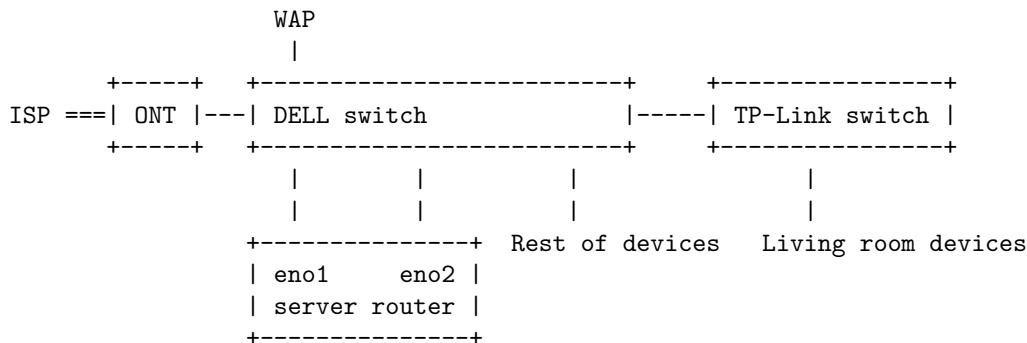 WAP
ISP ===| ONT |---| DELL switch |-----| TP-Link switch |
Rest of devices Living room devices
eno1 eno2
server router